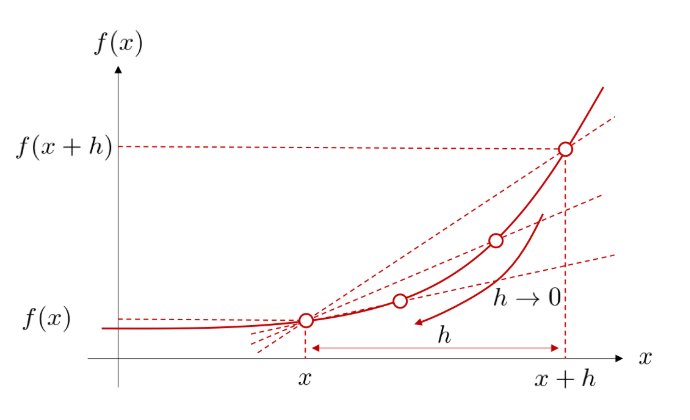 f(x)
f(x + h)
f(x)
h → 0
h
x
x
x + h